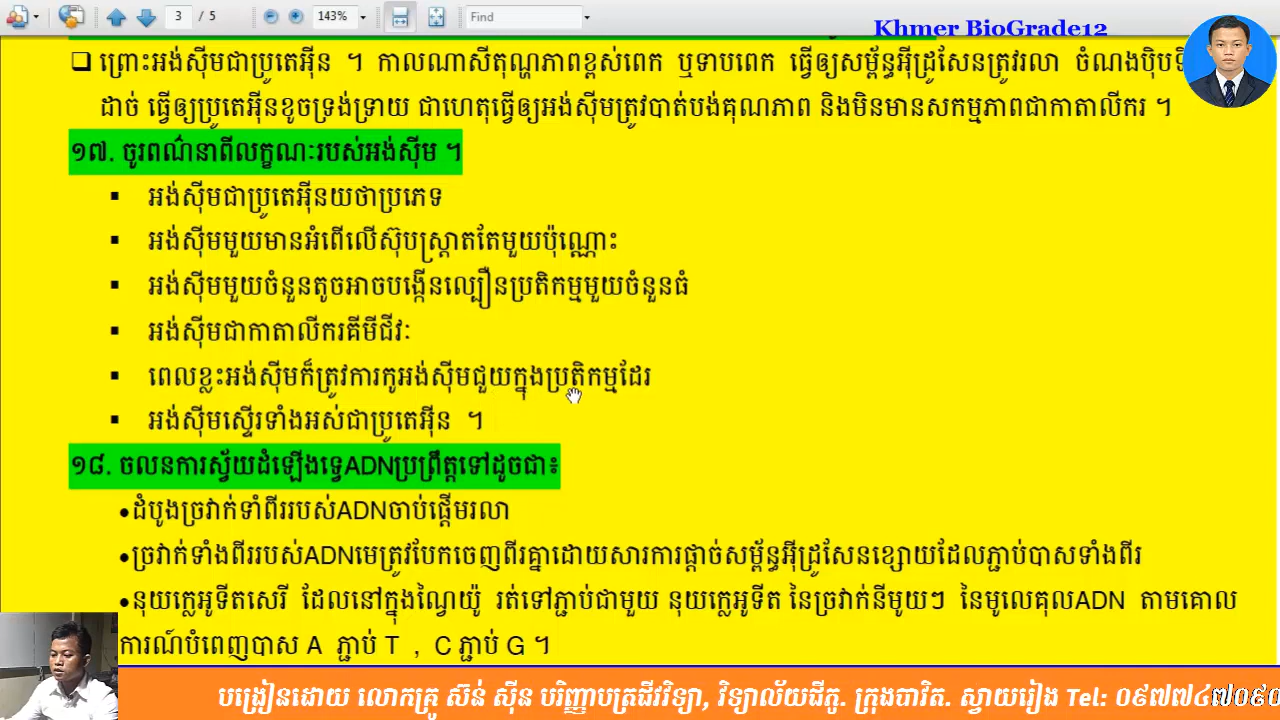 3 / 5 143% Find
Khmer BioGrade12
❑ ព្រោះអង់ស៊ីមជាប្រូតេអ៊ីន ។ កាលណាសីតុណ្ហភាពខ្ពស់ពេក ឬទាបពេក ធ្វើឲ្យសម្ព័ន្ធអ៊ីដ្រូសែនត្រូវរលា ចំណងប៉ិបទី
ដាច់ ធ្វើឲ្យប្រូតេអ៊ីនខូចទ្រង់ទ្រាយ ជាហេតុធ្វើឲ្យអង់ស៊ីមត្រូវបាត់បង់គុណភាព និងមិនមានសកម្មភាពជាកាតាលីករ ។
១៧. ចូរពណ៌នាពីលក្ខណៈរបស់អង់ស៊ីម ។
▪ អង់ស៊ីមជាប្រូតេអ៊ីនយថាប្រភេទ
▪ អង់ស៊ីមមួយមានអំពើលើស៊ុបស្ត្រាតតែមួយប៉ុណ្ណោះ
▪ អង់ស៊ីមមួយចំនួនតូចអាចបង្កើនល្បឿនប្រតិកម្មមួយចំនួនធំ
▪ អង់ស៊ីមជាកាតាលីករគីមីជីវៈ
▪ ពេលខ្លះអង់ស៊ីមក៏ត្រូវការកូអង់ស៊ីមជួយក្នុងប្រតិកម្មដែរ
▪ អង់ស៊ីមស្ទើរទាំងអស់ជាប្រូតេអ៊ីន ។
១៨. ចលនការស្វ័យដំឡើងទ្វេADNប្រព្រឹត្តទៅដូចជា៖
•ដំបូងច្រវាក់ទាំពីររបស់ADNចាប់ផ្តើមរលា
•ច្រវាក់ទាំងពីររបស់ADNមេត្រូវបែកចេញពីរគ្នាដោយសារការផ្តាច់សម្ព័ន្ធអ៊ីដ្រូសែនខ្សោយដែលភ្ជាប់បាសទាំងពីរ
•នុយក្លេអូទីតសេរី ដែលនៅក្នុងណ្វៃយ៉ូ រត់ទៅភ្ជាប់ជាមួយ នុយក្លេអូទីត នៃច្រវាក់នីមួយៗ នៃមូលេគុលADN តាមគោល
ការណ៍បំពេញបាស A ភ្ជាប់ T , C ភ្ជាប់ G ។
បង្រៀនដោយ លោកគ្រូ ស៊ន់ ស៊ីន បរិញ្ញាបត្រជីវវិទ្យា, វិទ្យាល័យជីភូ. ក្រុងបាវិត. ស្វាយរៀង Tel: